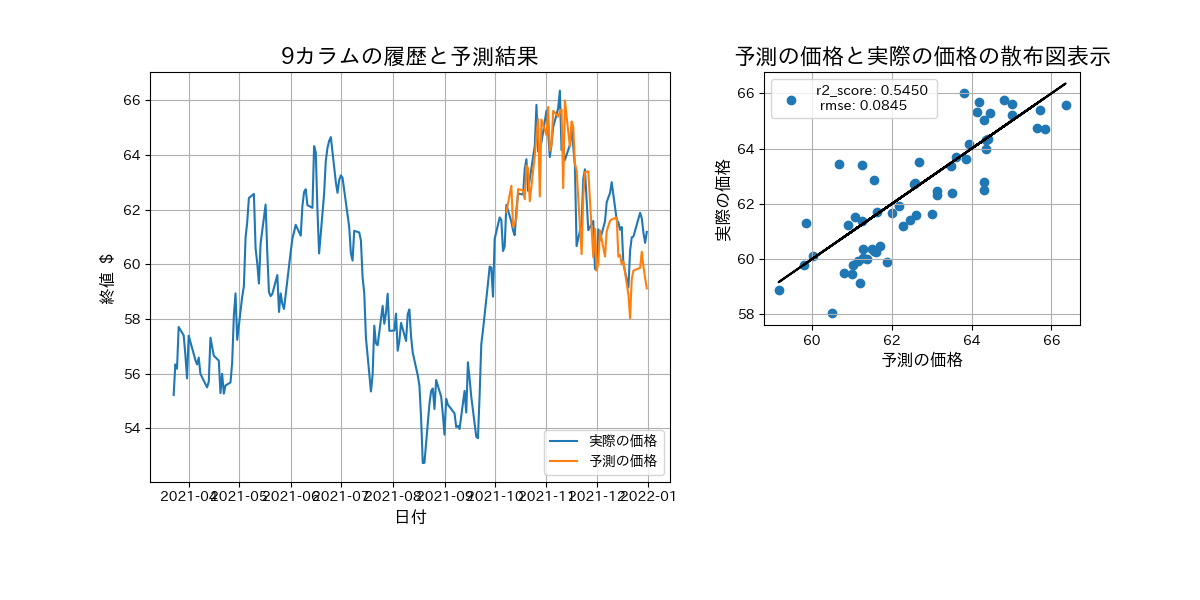 9カラムの履歴と予測結果
終値 $
66
64
62
60
58
56
54
2021-04
2021-05
2021-06
2021-07
2021-08
2021-09
2021-10
2021-11
2021-12
2022-01
日付
実際の価格
予測の価格
予測の価格と実際の価格の散布図表示
r2_score: 0.5450
rmse: 0.0845
実際の価格
66
64
62
60
58
60
62
64
66
予測の価格